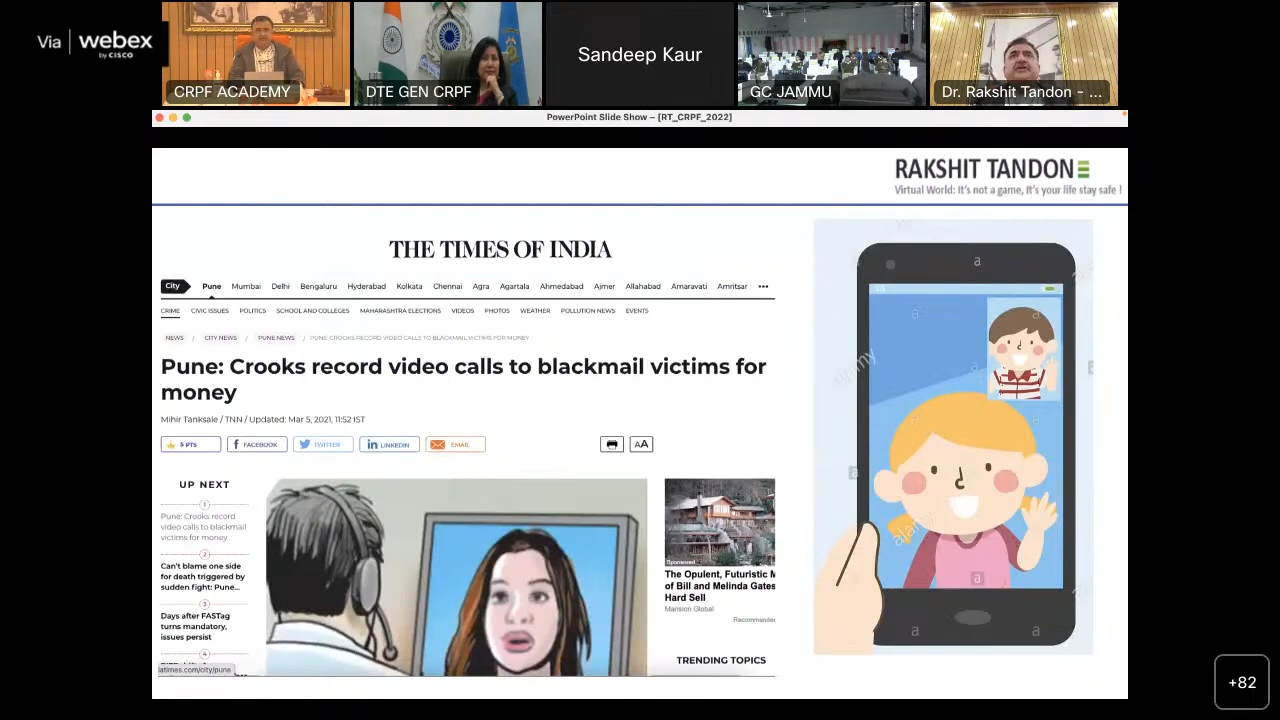 Via | webex
by CISCO
CRPF ACADEMY
DTE GEN CRPF
Sandeep Kaur
GC JAMMU
Dr. Rakshit Tandon - ...
PowerPoint Slide Show – [RT_CRPF_2022]
RAKSHIT TANDON
Virtual World: It's not a game, It's your life stay safe !
THE TIMES OF INDIA
City Pune Mumbai Delhi Bengaluru Hyderabad Kolkata Chennai Agra Agartala Ahmedabad Ajmer Allahabad Amaravati Amritsar •••
CRIME CIVIC ISSUES POLITICS SCHOOL AND COLLEGES MAHARASHTRA ELECTIONS VIDEOS PHOTOS WEATHER POLLUTION NEWS EVENTS
NEWS / CITY NEWS / PUNE NEWS / PUNE: CROOKS RECORD VIDEO CALLS TO BLACKMAIL VICTIMS FOR MONEY
Pune: Crooks record video calls to blackmail victims for
money
Mihir Tanksale / TNN / Updated: Mar 5, 2021, 11:52 IST
5 PTS FACEBOOK TWITTER LINKEDIN EMAIL AA
UP NEXT
1
Pune: Crooks record
video calls to blackmail
victims for money
2
Can't blame one side
for death triggered by
sudden fight: Pune...
3
Days after FASTag
turns mandatory,
issues persist
4
iatimes.com/city/pune
Sponsored
The Opulent, Futuristic M
of Bill and Melinda Gates
Hard Sell
Mansion Global
Recommended
TRENDING TOPICS
a
a
alamy
a
a
a
alamy
a
a
a
+82